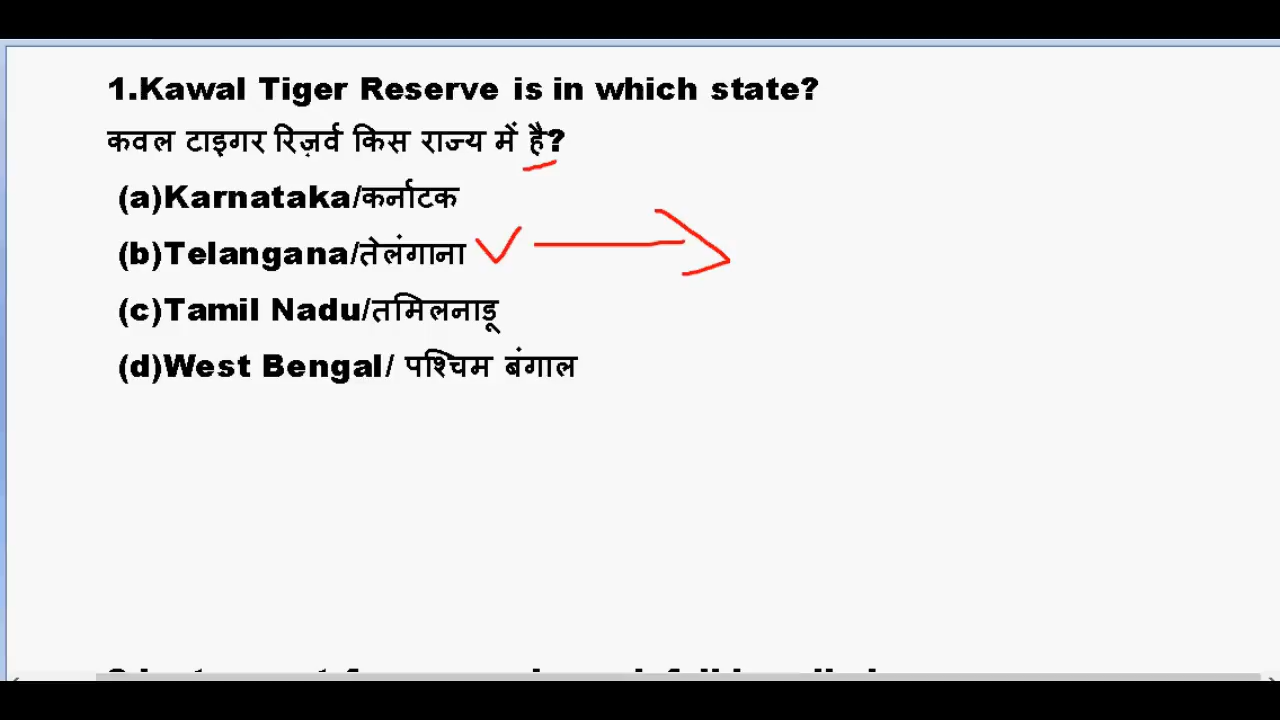 1.Kawal Tiger Reserve is in which state?
कवल टाइगर रिज़र्व किस राज्य में है?
(a)Karnataka/कर्नाटक
(b)Telangana/तेलंगाना
(c)Tamil Nadu/तमिलनाडू
(d)West Bengal/ पश्चिम बंगाल